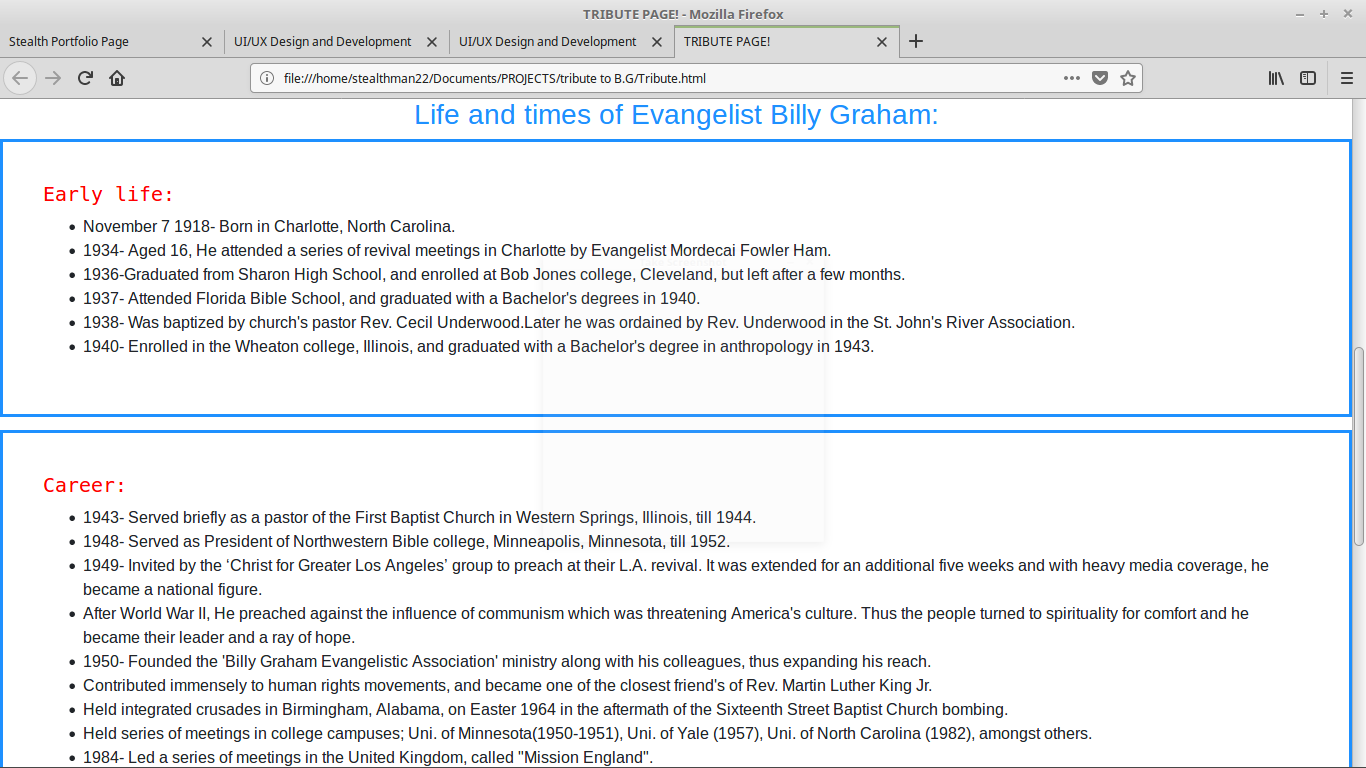 TRIBUTE PAGE! - Mozilla Firefox
Stealth Portfolio Page
UI/UX Design and Development
UI/UX Design and Development
TRIBUTE PAGE!
file:///home/stealthman22/Documents/PROJECTS/tribute to B.G/Tribute.html
Life and times of Evangelist Billy Graham:
Early life:
November 7 1918- Born in Charlotte, North Carolina.
1934- Aged 16, He attended a series of revival meetings in Charlotte by Evangelist Mordecai Fowler Ham.
1936-Graduated from Sharon High School, and enrolled at Bob Jones college, Cleveland, but left after a few months.
1937- Attended Florida Bible School, and graduated with a Bachelor's degrees in 1940.
1938- Was baptized by church's pastor Rev. Cecil Underwood.Later he was ordained by Rev. Underwood in the St. John's River Association.
1940- Enrolled in the Wheaton college, Illinois, and graduated with a Bachelor's degree in anthropology in 1943.
Career:
1943- Served briefly as a pastor of the First Baptist Church in Western Springs, Illinois, till 1944.
1948- Served as President of Northwestern Bible college, Minneapolis, Minnesota, till 1952.
1949- Invited by the ‘Christ for Greater Los Angeles’ group to preach at their L.A. revival. It was extended for an additional five weeks and with heavy media coverage, he
became a national figure.
After World War II, He preached against the influence of communism which was threatening America's culture. Thus the people turned to spirituality for comfort and he
became their leader and a ray of hope.
1950- Founded the 'Billy Graham Evangelistic Association' ministry along with his colleagues, thus expanding his reach.
Contributed immensely to human rights movements, and became one of the closest friend's of Rev. Martin Luther King Jr.
Held integrated crusades in Birmingham, Alabama, on Easter 1964 in the aftermath of the Sixteenth Street Baptist Church bombing.
Held series of meetings in college campuses; Uni. of Minnesota(1950-1951), Uni. of Yale (1957), Uni. of North Carolina (1982), amongst others.
1984- Led a series of meetings in the United Kingdom, called "Mission England".